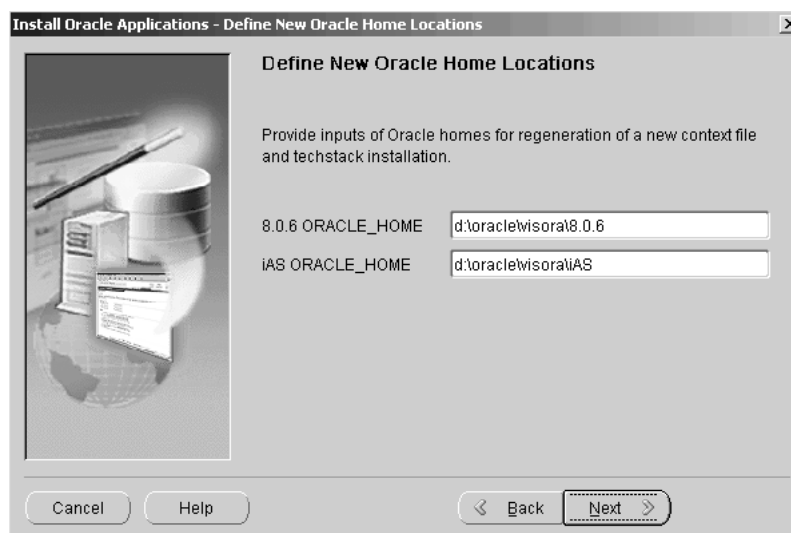 Install Oracle Applications - Define New Oracle Home Locations
Define New Oracle Home Locations
Provide inputs of Oracle homes for regeneration of a new context file
and techstack installation.
8.0.6 ORACLE_HOME d:\oracle\visora\8.0.6
iAS ORACLE_HOME d:\oracle\visora\iAS
Cancel Help Back Next